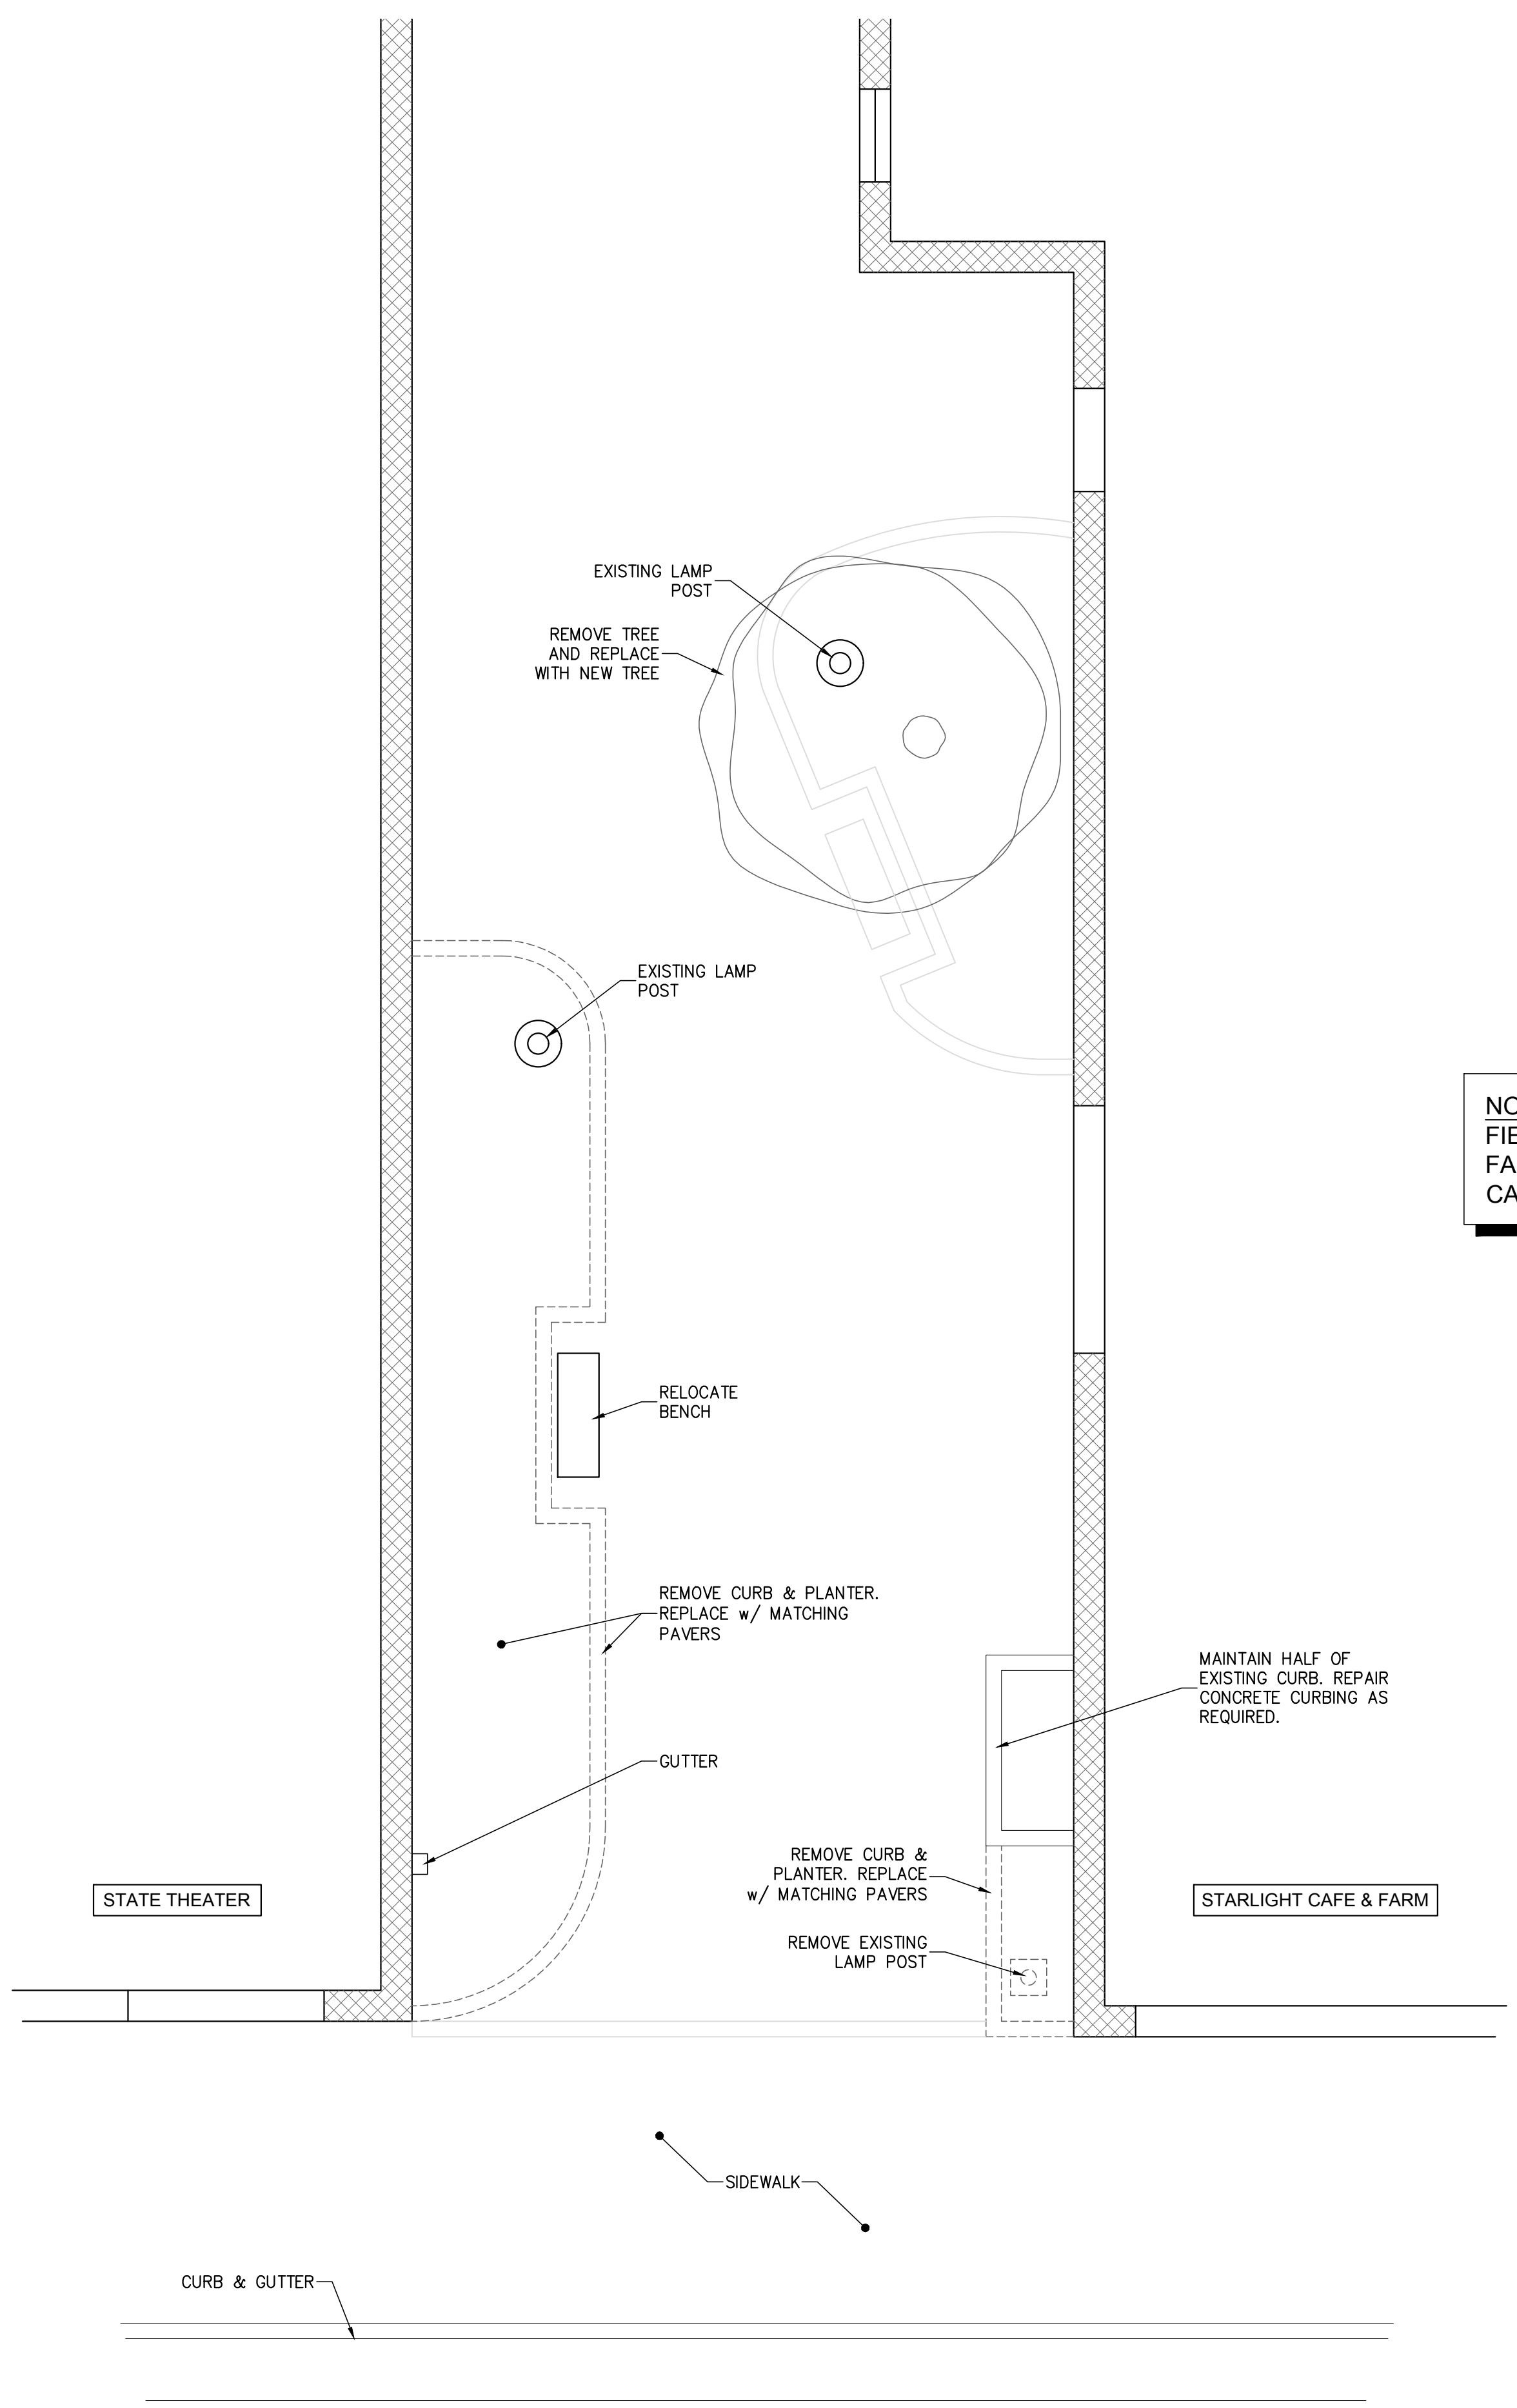 EXISTING LAMP
POST
REMOVE TREE
AND REPLACE
WITH NEW TREE
EXISTING LAMP
POST
RELOCATE
BENCH
REMOVE CURB & PLANTER.
REPLACE w/ MATCHING
PAVERS
MAINTAIN HALF OF
EXISTING CURB. REPAIR
CONCRETE CURBING AS
REQUIRED.
GUTTER
REMOVE CURB &
PLANTER. REPLACE
w/ MATCHING PAVERS
STATE THEATER
STARLIGHT CAFE & FARM
REMOVE EXISTING
LAMP POST
SIDEWALK
CURB & GUTTER